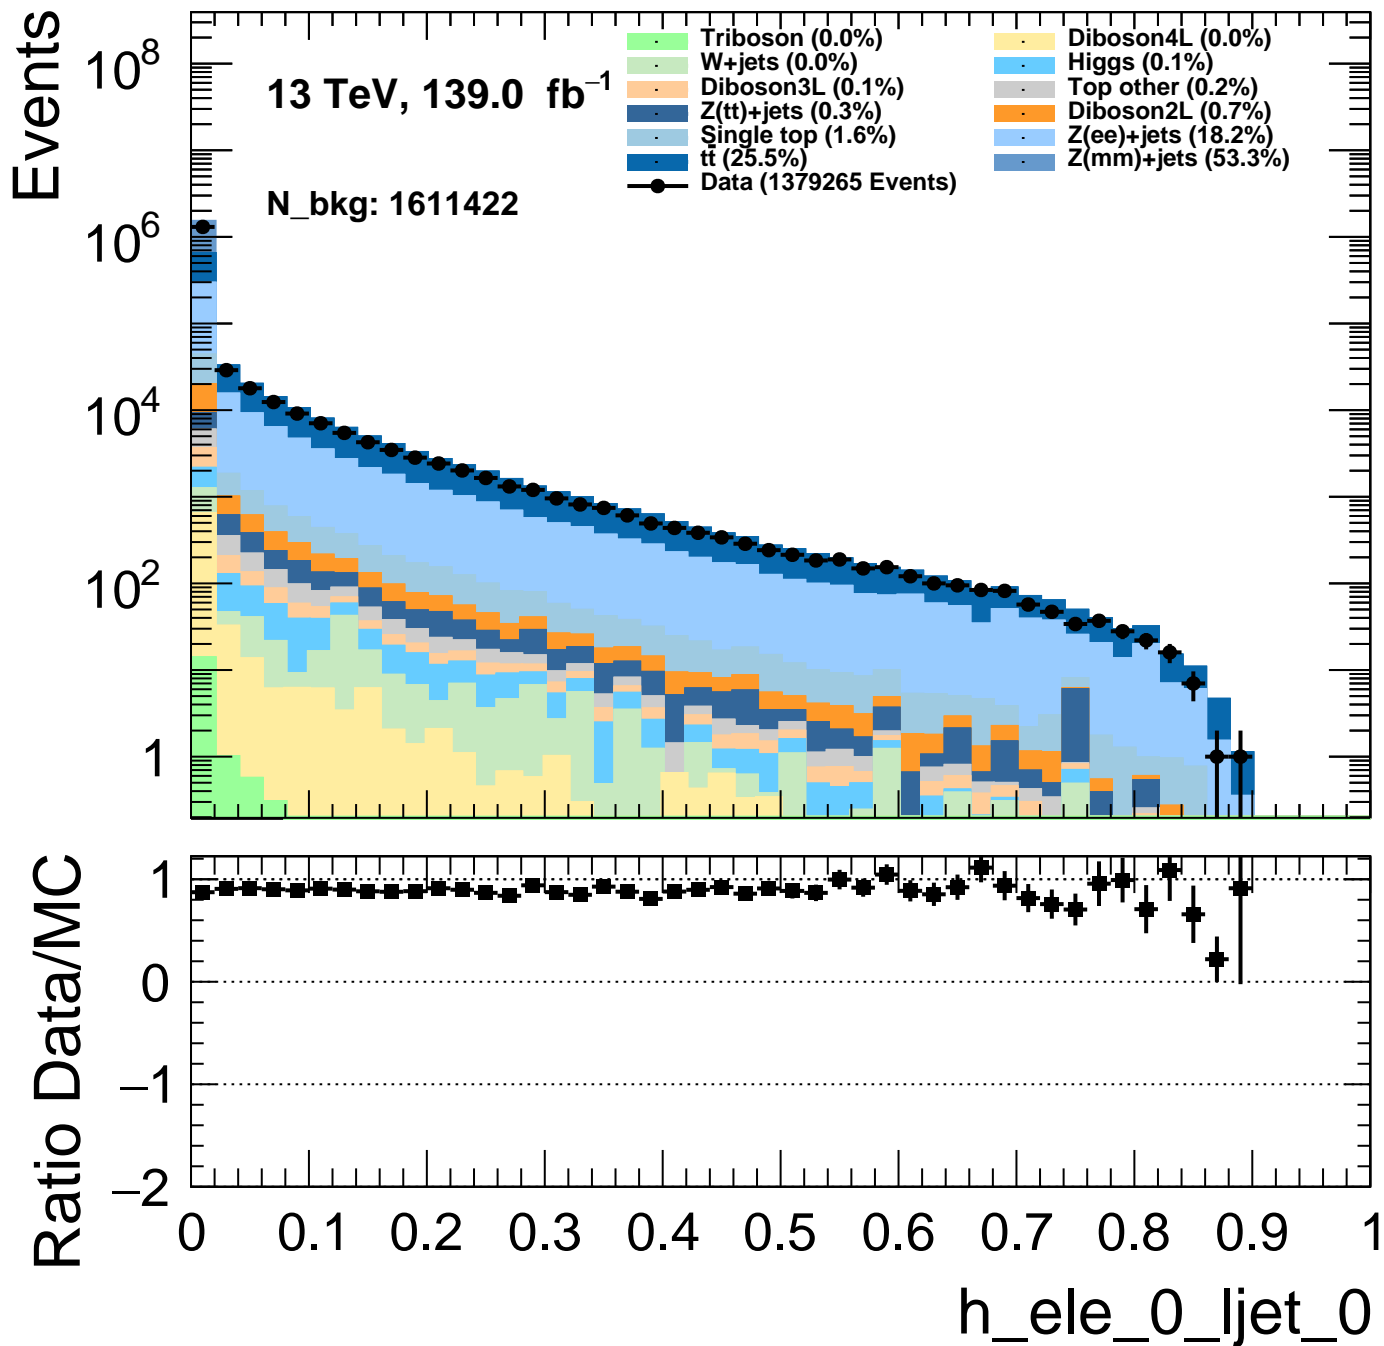 Events
10^8
10^6
10^4
10^2
1
13 TeV, 139.0 fb^−1
N_bkg: 1611422
Triboson (0.0%)
W+jets (0.0%)
Diboson3L (0.1%)
Z(tt)+jets (0.3%)
Single top (1.6%)
tt̄ (25.5%)
Data (1379265 Events)
Diboson4L (0.0%)
Higgs (0.1%)
Top other (0.2%)
Diboson2L (0.7%)
Z(ee)+jets (18.2%)
Z(mm)+jets (53.3%)
Ratio Data/MC
1
0
−1
−2
0 0.1 0.2 0.3 0.4 0.5 0.6 0.7 0.8 0.9 1
h_ele_0_ljet_0